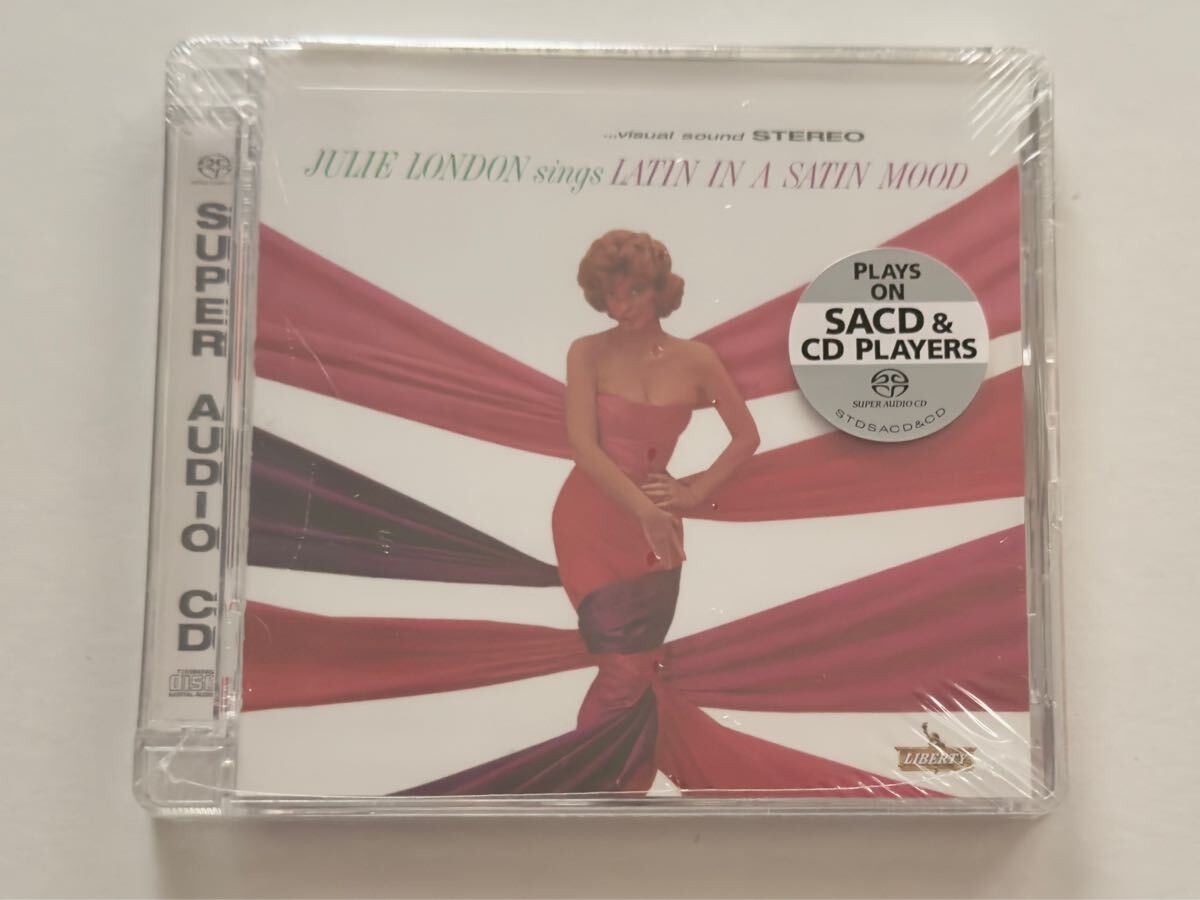 ...visual sound STEREO
JULIE LONDON sings LATIN IN A SATIN MOOD
PLAYS
ON
SACD &
CD PLAYERS
SUPER AUDIO CD
STDSACD&CD
SUPER AUDIO CD
disc
LIBERTY